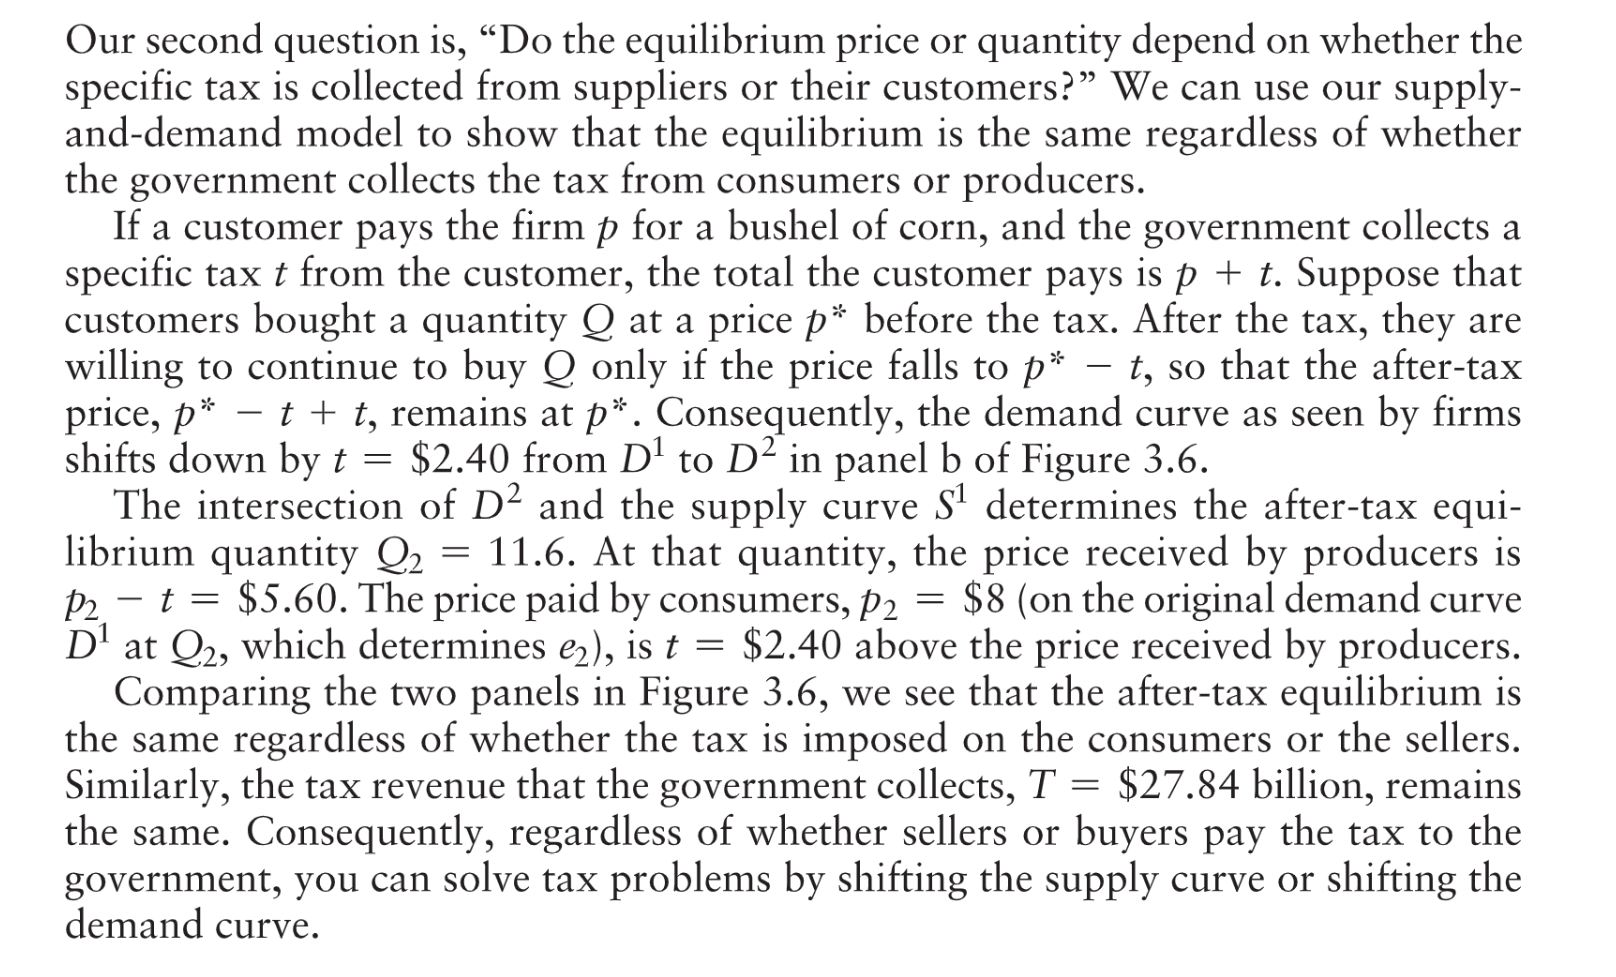 Our second question is, “Do the equilibrium price or quantity depend on whether the
specific tax is collected from suppliers or their customers?” We can use our supply-
and-demand model to show that the equilibrium is the same regardless of whether
the government collects the tax from consumers or producers.
If a customer pays the firm p for a bushel of corn, and the government collects a
specific tax t from the customer, the total the customer pays is p + t. Suppose that
customers bought a quantity Q at a price p* before the tax. After the tax, they are
willing to continue to buy Q only if the price falls to p* − t, so that the after-tax
price, p* − t + t, remains at p*. Consequently, the demand curve as seen by firms
shifts down by t = $2.40 from D¹ to D² in panel b of Figure 3.6.
The intersection of D² and the supply curve S¹ determines the after-tax equi-
librium quantity Q₂ = 11.6. At that quantity, the price received by producers is
p₂ − t = $5.60. The price paid by consumers, p₂ = $8 (on the original demand curve
D¹ at Q₂, which determines e₂), is t = $2.40 above the price received by producers.
Comparing the two panels in Figure 3.6, we see that the after-tax equilibrium is
the same regardless of whether the tax is imposed on the consumers or the sellers.
Similarly, the tax revenue that the government collects, T = $27.84 billion, remains
the same. Consequently, regardless of whether sellers or buyers pay the tax to the
government, you can solve tax problems by shifting the supply curve or shifting the
demand curve.